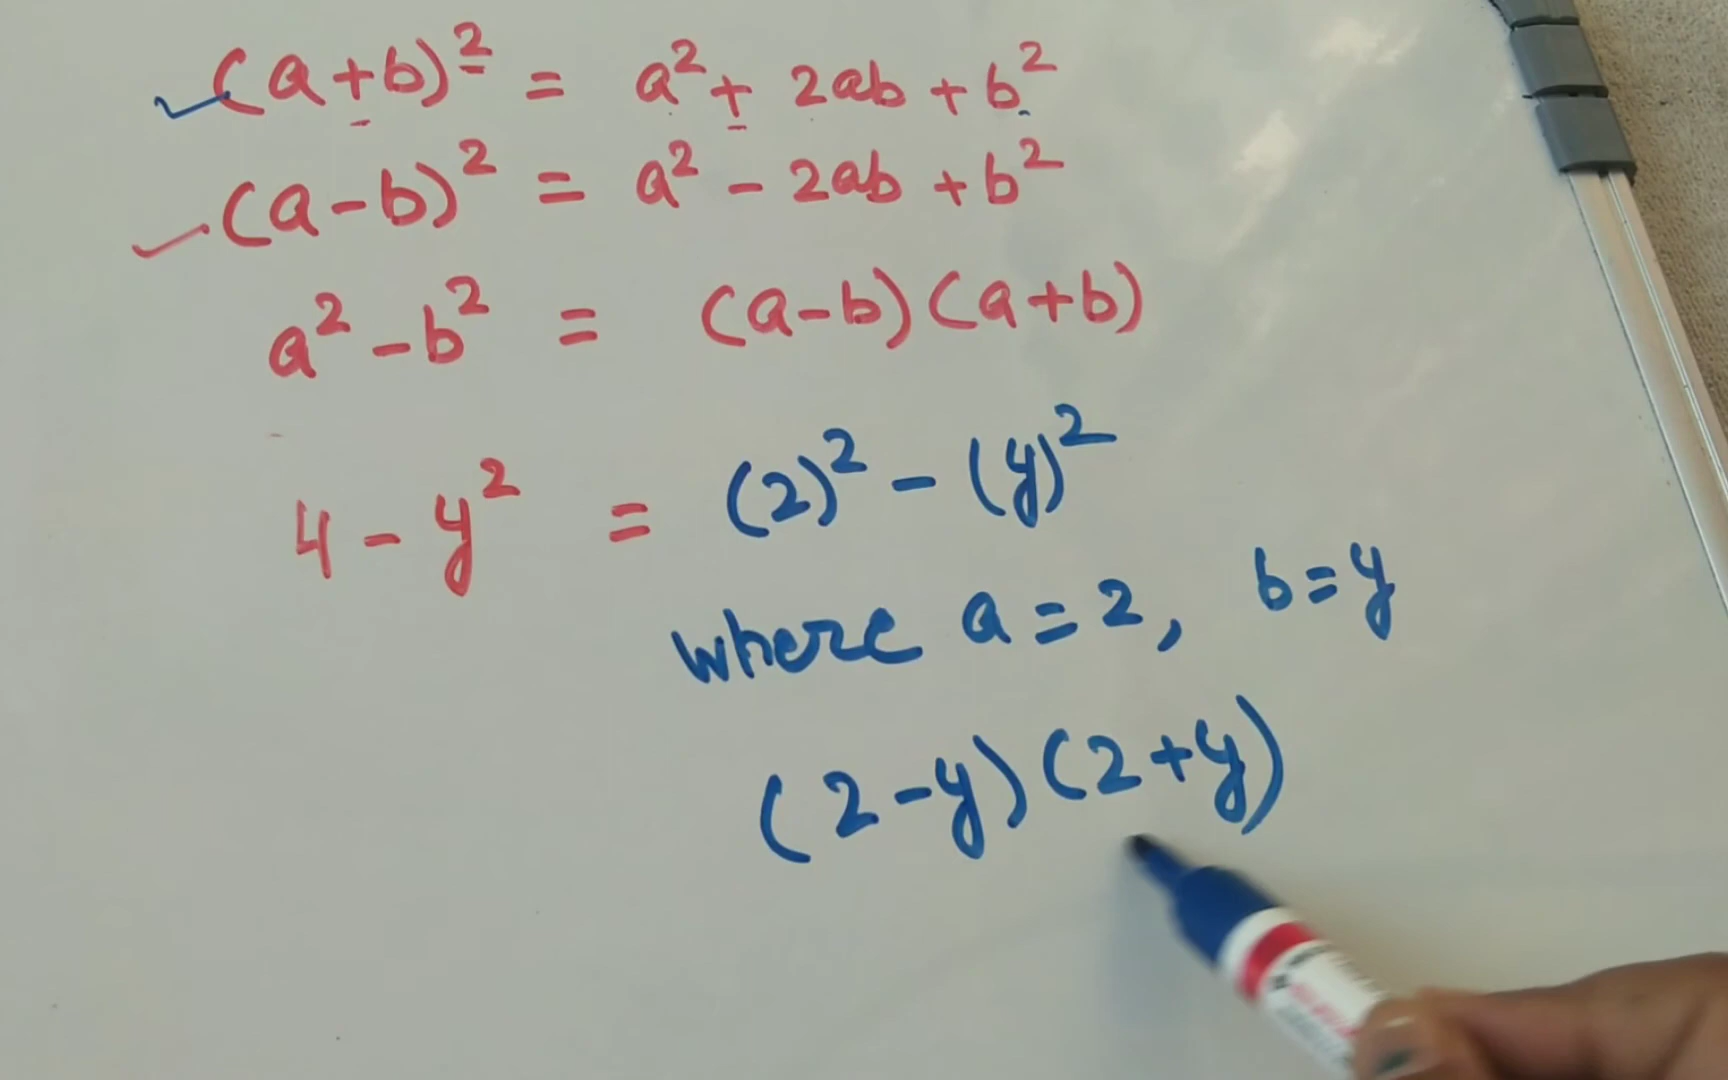 (a+b)² = a² + 2ab + b²
(a-b)² = a² - 2ab + b²
a² - b² = (a-b)(a+b)
4 - y² = (2)² - (y)²
where a = 2, b = y
(2-y)(2+y)